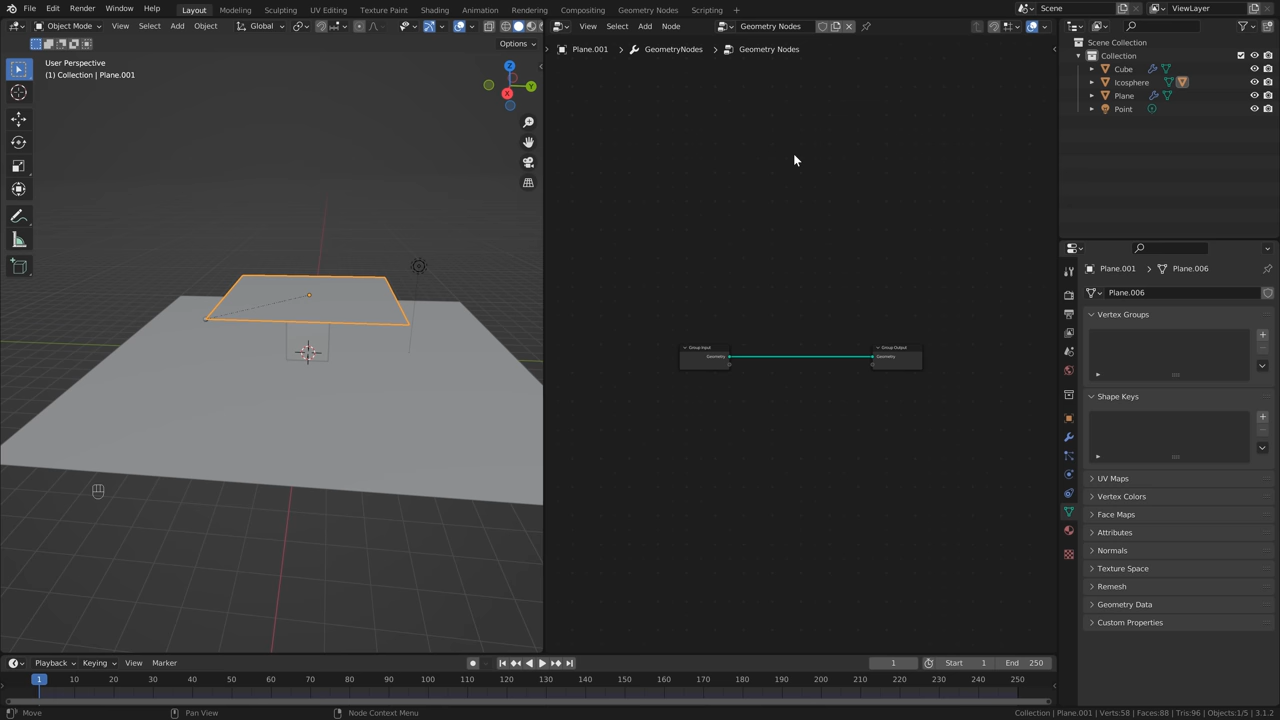 File Edit Render Window Help Layout Modeling Sculpting UV Editing Texture Paint Shading Animation Rendering Compositing Geometry Nodes Scripting + Scene ViewLayer
Object Mode View Select Add Object Global View Select Add Node Geometry Nodes
Options
Plane.001 > GeometryNodes > Geometry Nodes
User Perspective
(1) Collection | Plane.001
Z
Y
X
Scene Collection
Collection
Cube
Icosphere
Plane
Point
Group Input
Geometry
Group Output
Geometry
Plane.001 > Plane.006
Plane.006
Vertex Groups
Shape Keys
UV Maps
Vertex Colors
Face Maps
Attributes
Normals
Texture Space
Remesh
Geometry Data
Custom Properties
Playback Keying View Marker 1 Start 1 End 250
1 10 20 30 40 50 60 70 80 90 100 110 120 130 140 150 160 170 180 190 200 210 220 230 240 250
Move Pan View Node Context Menu Collection | Plane.001 | Verts:58 | Faces:88 | Tris:96 | Objects:1/5 | 3.1.2